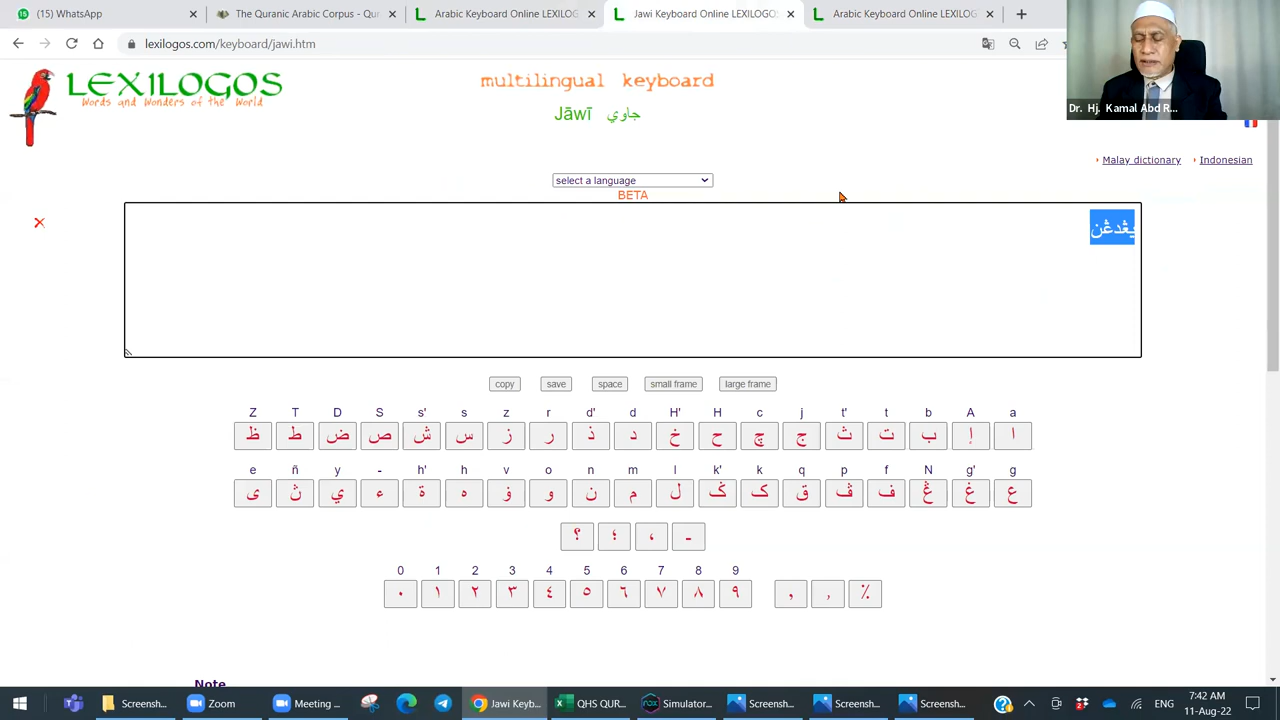 (15) WhatsApp
The Quranic Arabic Corpus - Qur
Arabic Keyboard Online LEXILOG
Jawi Keyboard Online LEXILOGOS
Arabic Keyboard Online LEXILOG
lexilogos.com/keyboard/jawi.htm
LEXILOGOS
Words and Wonders of the World
multilingual keyboard
Jāwī جاوي
Dr. Hj. Kamal Abd R...
Malay dictionary Indonesian
select a language
BETA
copy save space small frame large frame
Z T D S s' s z r d' d H' H c j t' t b A a
ظ ط ض ص ش س ز ر ذ د خ ح چ ج ث ت ب إ ا
e ñ y - h' h v o n m l k' k q p f N g' g
ى ڽ ي ء ة ه ۏ و ن م ل ݢ ک ق ڤ ف ڠ غ ع
؟ ؛ ، ـ
0 1 2 3 4 5 6 7 8 9
٠ ١ ٢ ٣ ٤ ٥ ٦ ٧ ٨ ٩ , ٪
Note
Screensh...
Zoom
Meeting ...
Jawi Keyb...
QHS QUR...
Simulator...
Screensh...
Screensh...
Screensh...
ENG
7:42 AM
11-Aug-22